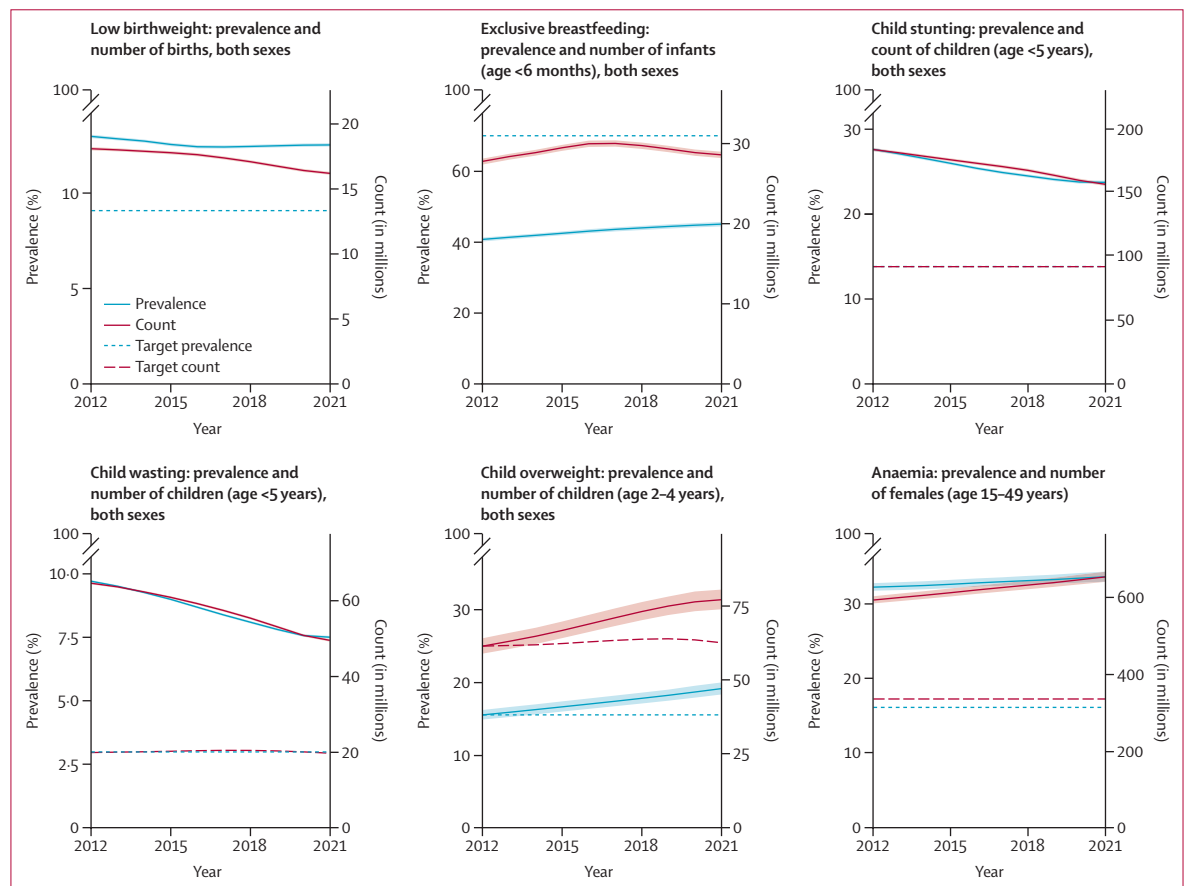 Low birthweight: prevalence and
number of births, both sexes
100
10
5
0
Prevalence (%)
20
15
10
5
0
Count (in millions)
Prevalence
Count
Target prevalence
Target count
2012
2015
2018
2021
Year
Exclusive breastfeeding:
prevalence and number of infants
(age <6 months), both sexes
100
60
40
20
0
Prevalence (%)
30
20
10
0
Count (in millions)
2012
2015
2018
2021
Year
Child stunting: prevalence and
count of children (age <5 years),
both sexes
100
30
20
10
0
Prevalence (%)
200
150
100
50
0
Count (in millions)
2012
2015
2018
2021
Year
Child wasting: prevalence and
number of children (age <5 years),
both sexes
100
10·0
7·5
5·0
2·5
0
Prevalence (%)
60
40
20
0
Count (in millions)
2012
2015
2018
2021
Year
Child overweight: prevalence and
number of children (age 2–4 years),
both sexes
100
30
20
10
0
Prevalence (%)
75
50
25
0
Count (in millions)
2012
2015
2018
2021
Year
Anaemia: prevalence and number
of females (age 15–49 years)
100
30
20
10
0
Prevalence (%)
600
400
200
0
Count (in millions)
2012
2015
2018
2021
Year